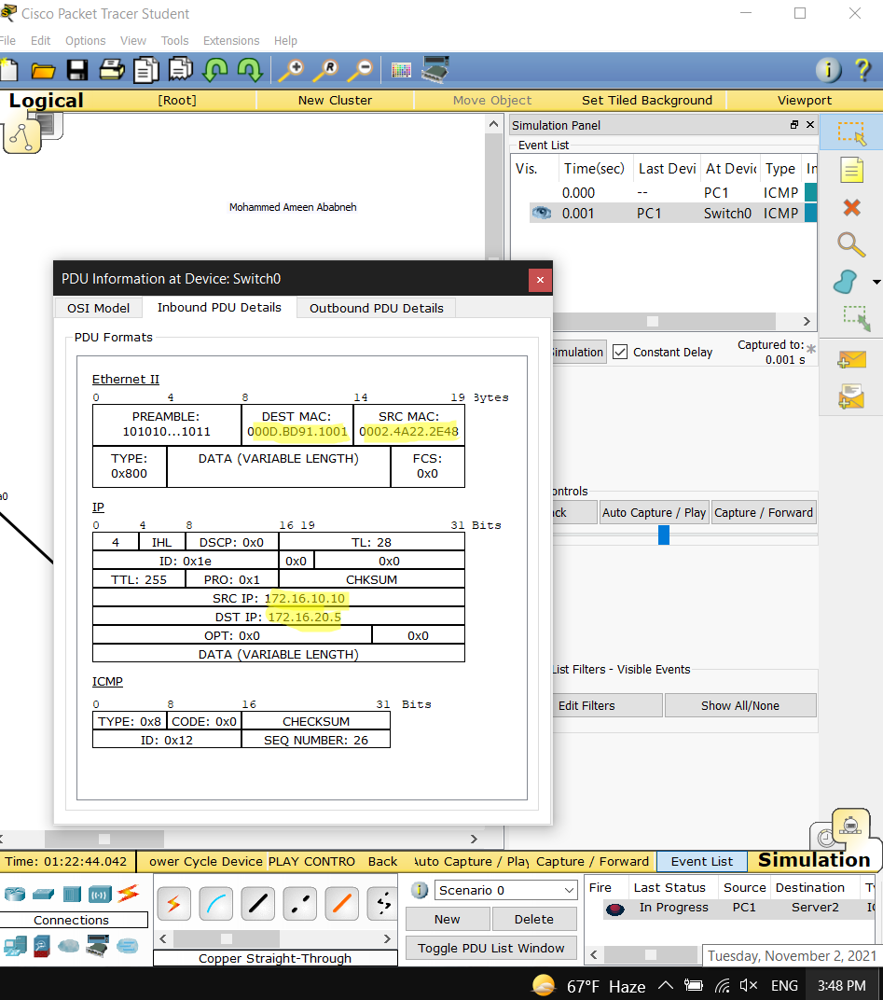 Cisco Packet Tracer Student
File Edit Options View Tools Extensions Help
Logical [Root] New Cluster Move Object Set Tiled Background Viewport
Simulation Panel
Event List
Vis. Time(sec) Last Devi At Devi Type In
0.000 -- PC1 ICMP
0.001 PC1 Switch0 ICMP
Mohammed Ameen Ababneh
PDU Information at Device: Switch0
OSI Model Inbound PDU Details Outbound PDU Details
PDU Formats
Simulation Constant Delay Captured to:
0.001 s
Ethernet II
0 4 8 14 19 Bytes
PREAMBLE: DEST MAC: SRC MAC:
101010...1011 000D.BD91.1001 0002.4A22.2E48
TYPE: DATA (VARIABLE LENGTH) FCS:
0x800 0x0
a0
IP
ontrols
ck Auto Capture / Play Capture / Forward
0 4 8 16 19 31 Bits
4 IHL DSCP: 0x0 TL: 28
ID: 0x1e 0x0 0x0
TTL: 255 PRO: 0x1 CHKSUM
SRC IP: 172.16.10.10
DST IP: 172.16.20.5
OPT: 0x0 0x0
DATA (VARIABLE LENGTH)
List Filters - Visible Events
Edit Filters Show All/None
ICMP
0 8 16 31 Bits
TYPE: 0x8 CODE: 0x0 CHECKSUM
ID: 0x12 SEQ NUMBER: 26
Time: 01:22:44.042 ower Cycle Device PLAY CONTRO Back Auto Capture / Play Capture / Forward Event List Simulation
Connections
Copper Straight-Through
Scenario 0
New Delete
Toggle PDU List Window
Fire Last Status Source Destination Ty
In Progress PC1 Server2 IC
Tuesday, November 2, 2021
67°F Haze ENG 3:48 PM